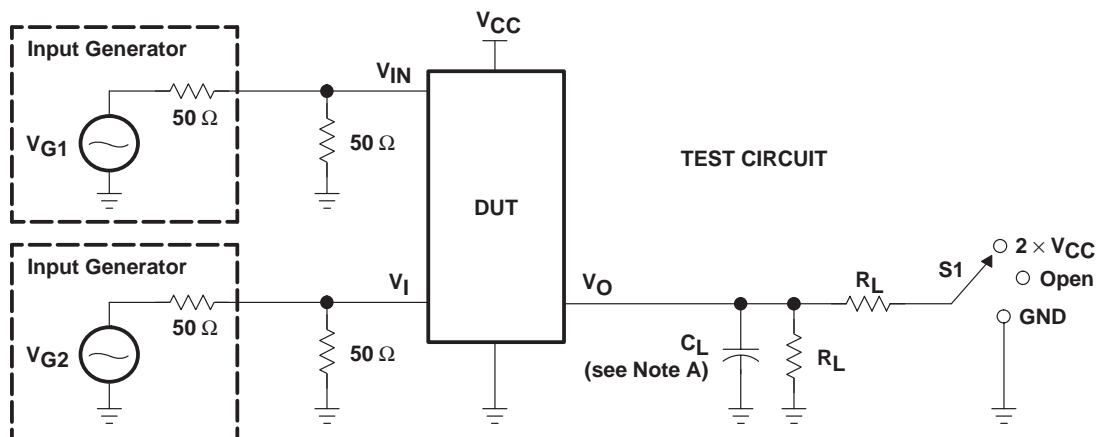 Input Generator
VG1
50 Ω
50 Ω
VIN
VCC
DUT
TEST CIRCUIT
Input Generator
VG2
50 Ω
50 Ω
VI
VO
CL
(see Note A)
RL
RL
S1
2 × VCC
Open
GND